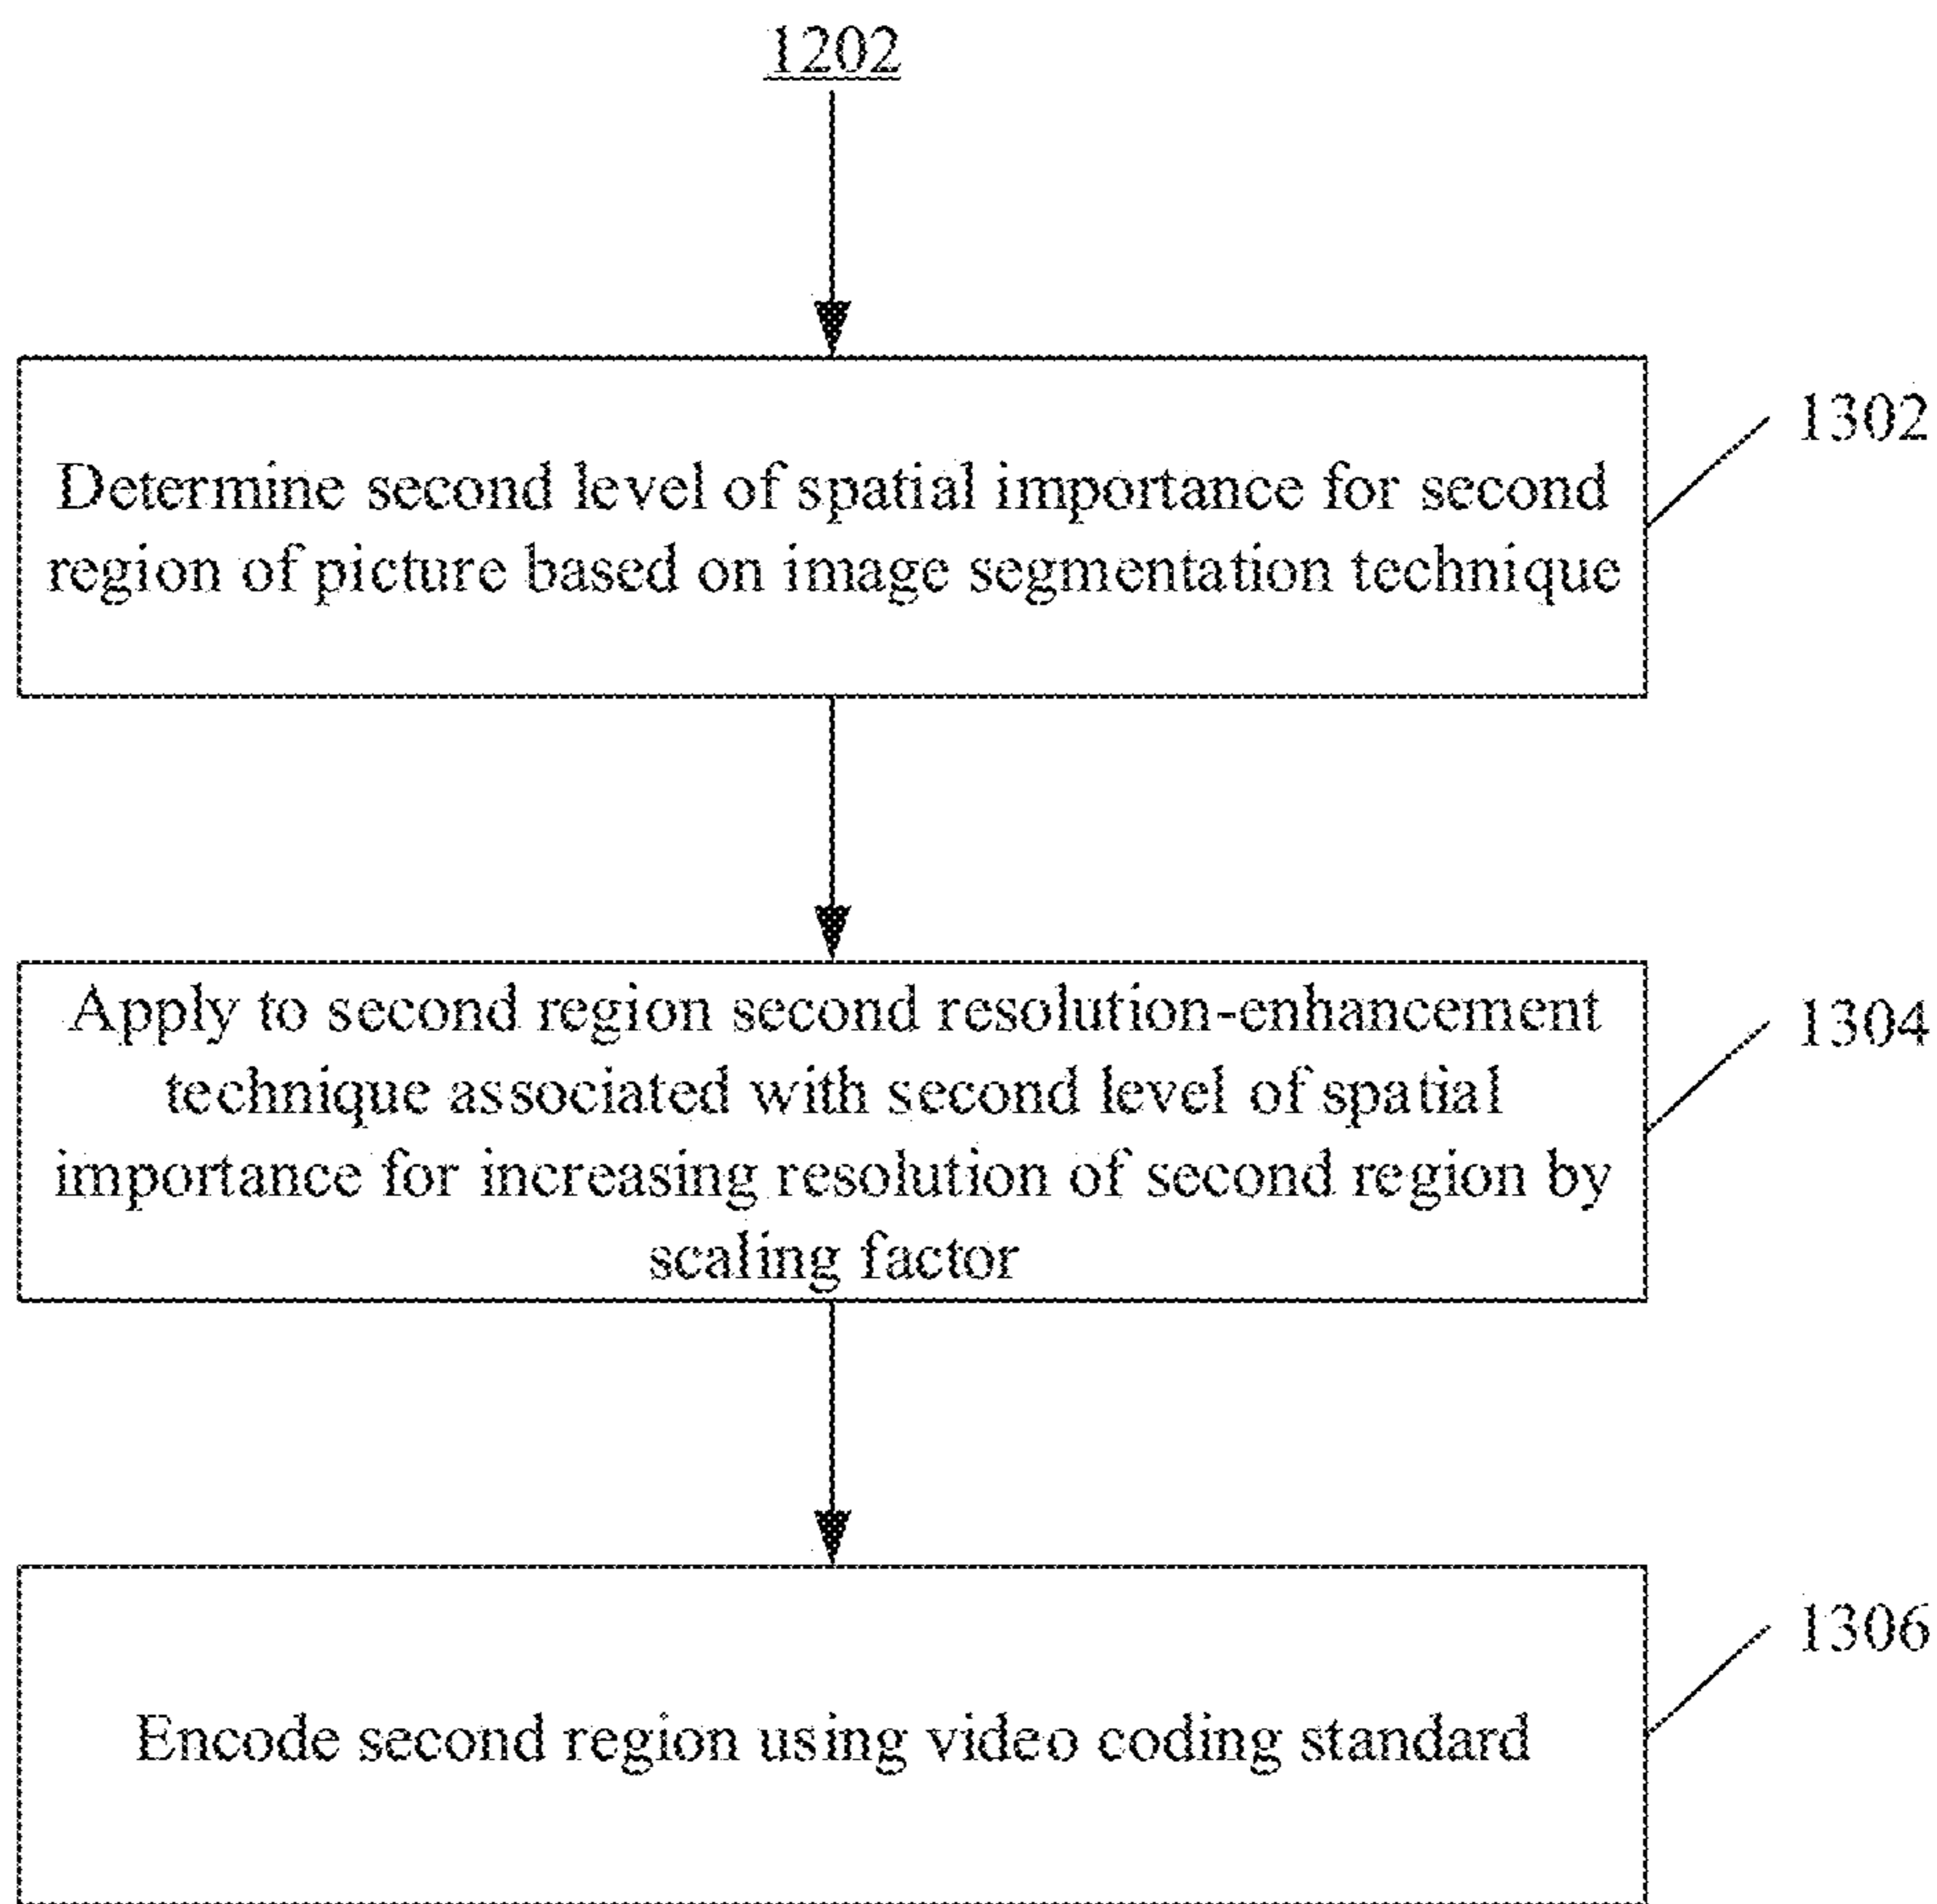 1202
1302
Determine second level of spatial importance for second
region of picture based on image segmentation technique
1304
Apply to second region second resolution-enhancement
technique associated with second level of spatial
importance for increasing resolution of second region by
scaling factor
1306
Encode second region using video coding standard